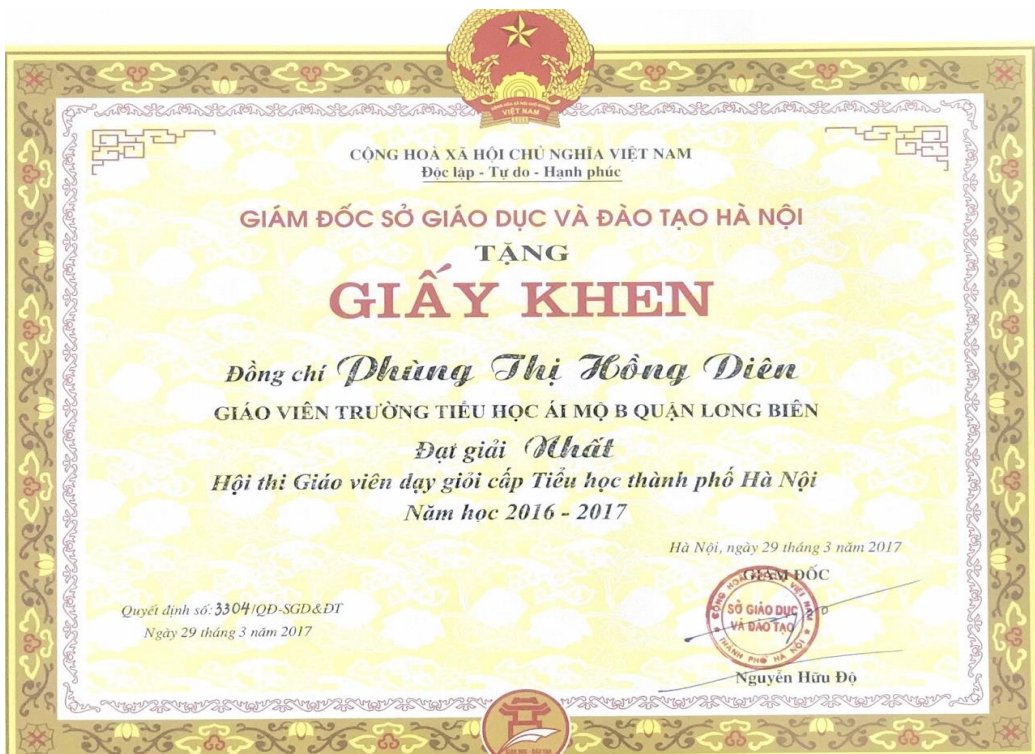 VIỆT NAM
CỘNG HOÀ XÃ HỘI CHỦ NGHĨA VIỆT NAM
Độc lập - Tự do - Hạnh phúc
GIÁM ĐỐC SỞ GIÁO DỤC VÀ ĐÀO TẠO HÀ NỘI
TẶNG
GIẤY KHEN
Đồng chí Phùng Thị Hồng Diên
GIÁO VIÊN TRƯỜNG TIỂU HỌC ÁI MỘ B QUẬN LONG BIÊN
Đạt giải Nhất
Hội thi Giáo viên dạy giỏi cấp Tiểu học thành phố Hà Nội
Năm học 2016 - 2017
Hà Nội, ngày 29 tháng 3 năm 2017
GIÁM ĐỐC
Quyết định số: 3304/QĐ-SGD&ĐT
Ngày 29 tháng 3 năm 2017
SỞ GIÁO DỤC
VÀ ĐÀO TẠO
THÀNH PHỐ HÀ NỘI
Nguyễn Hữu Độ